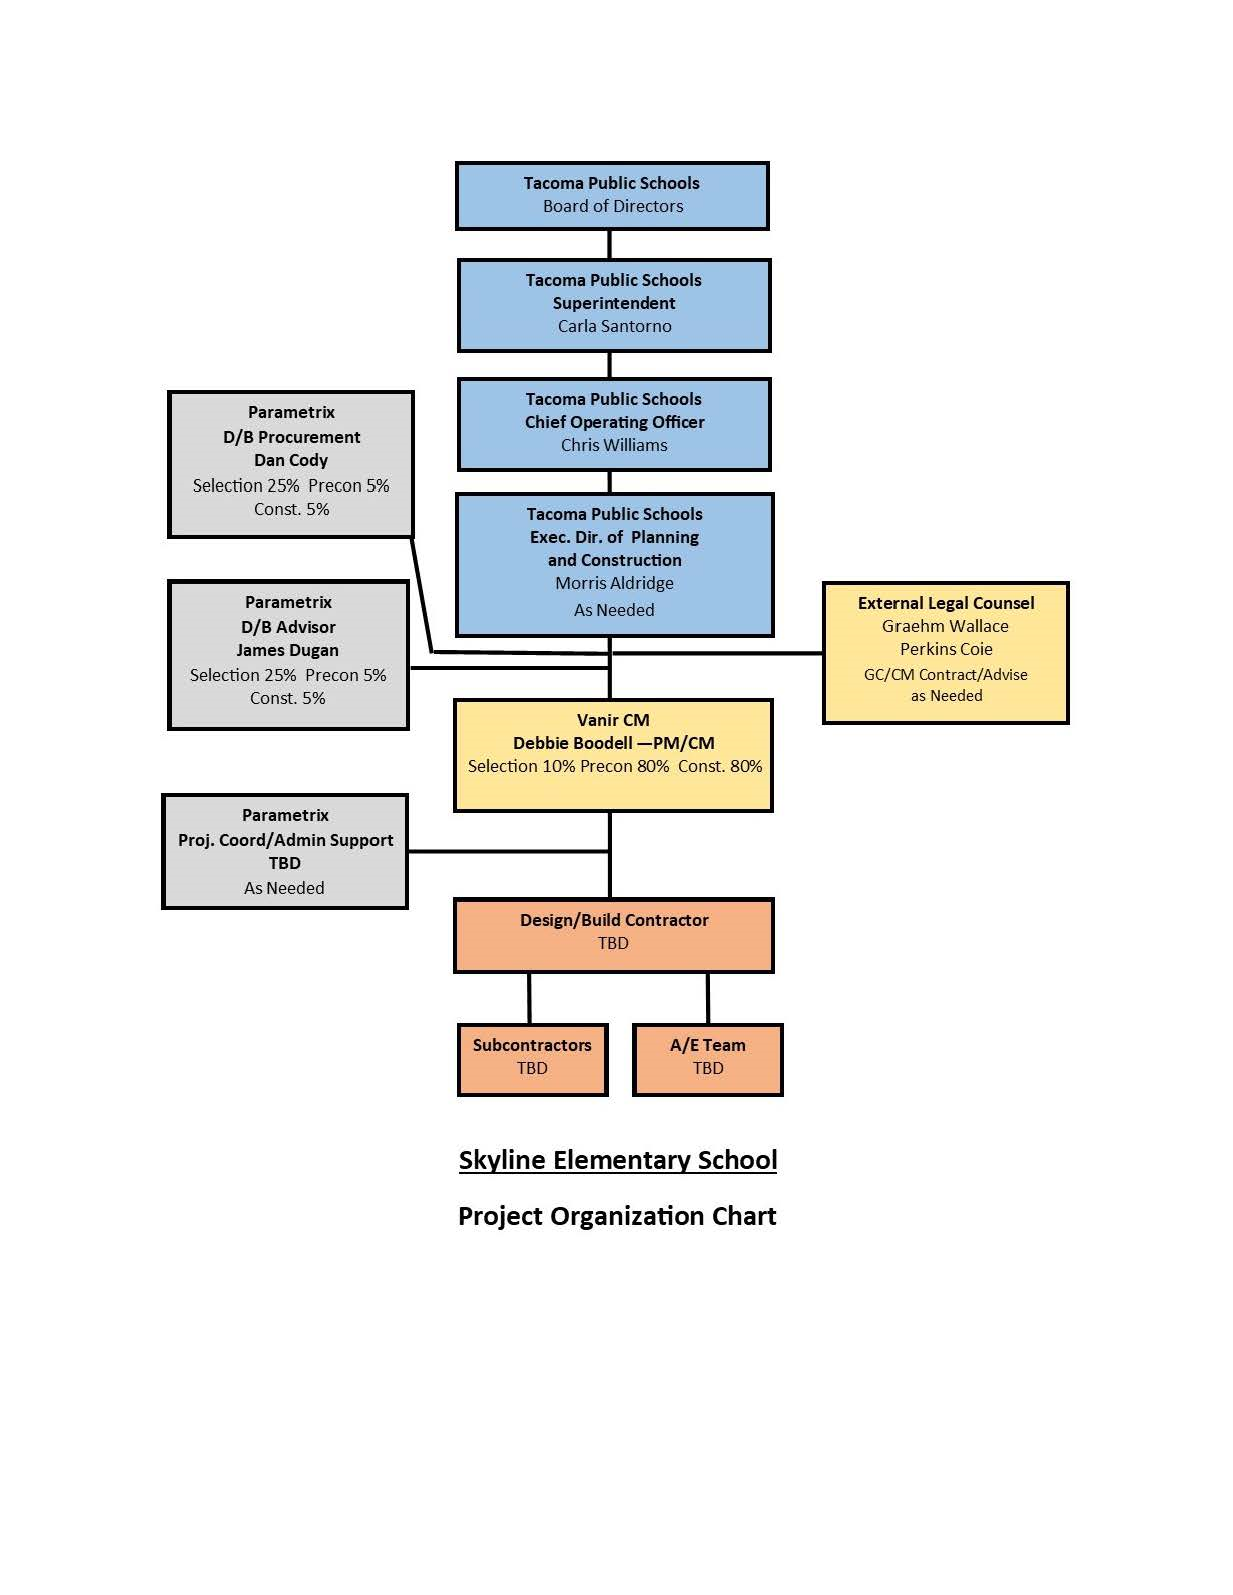 Tacoma Public Schools
Board of Directors
Tacoma Public Schools
Superintendent
Carla Santorno
Tacoma Public Schools
Chief Operating Officer
Chris Williams
Parametrix
D/B Procurement
Dan Cody
Selection 25% Precon 5%
Const. 5%
Tacoma Public Schools
Exec. Dir. of Planning
and Construction
Morris Aldridge
As Needed
Parametrix
D/B Advisor
James Dugan
Selection 25% Precon 5%
Const. 5%
External Legal Counsel
Graehm Wallace
Perkins Coie
GC/CM Contract/Advise
as Needed
Vanir CM
Debbie Boodell —PM/CM
Selection 10% Precon 80% Const. 80%
Parametrix
Proj. Coord/Admin Support
TBD
As Needed
Design/Build Contractor
TBD
Subcontractors
TBD
A/E Team
TBD
Skyline Elementary School
Project Organization Chart